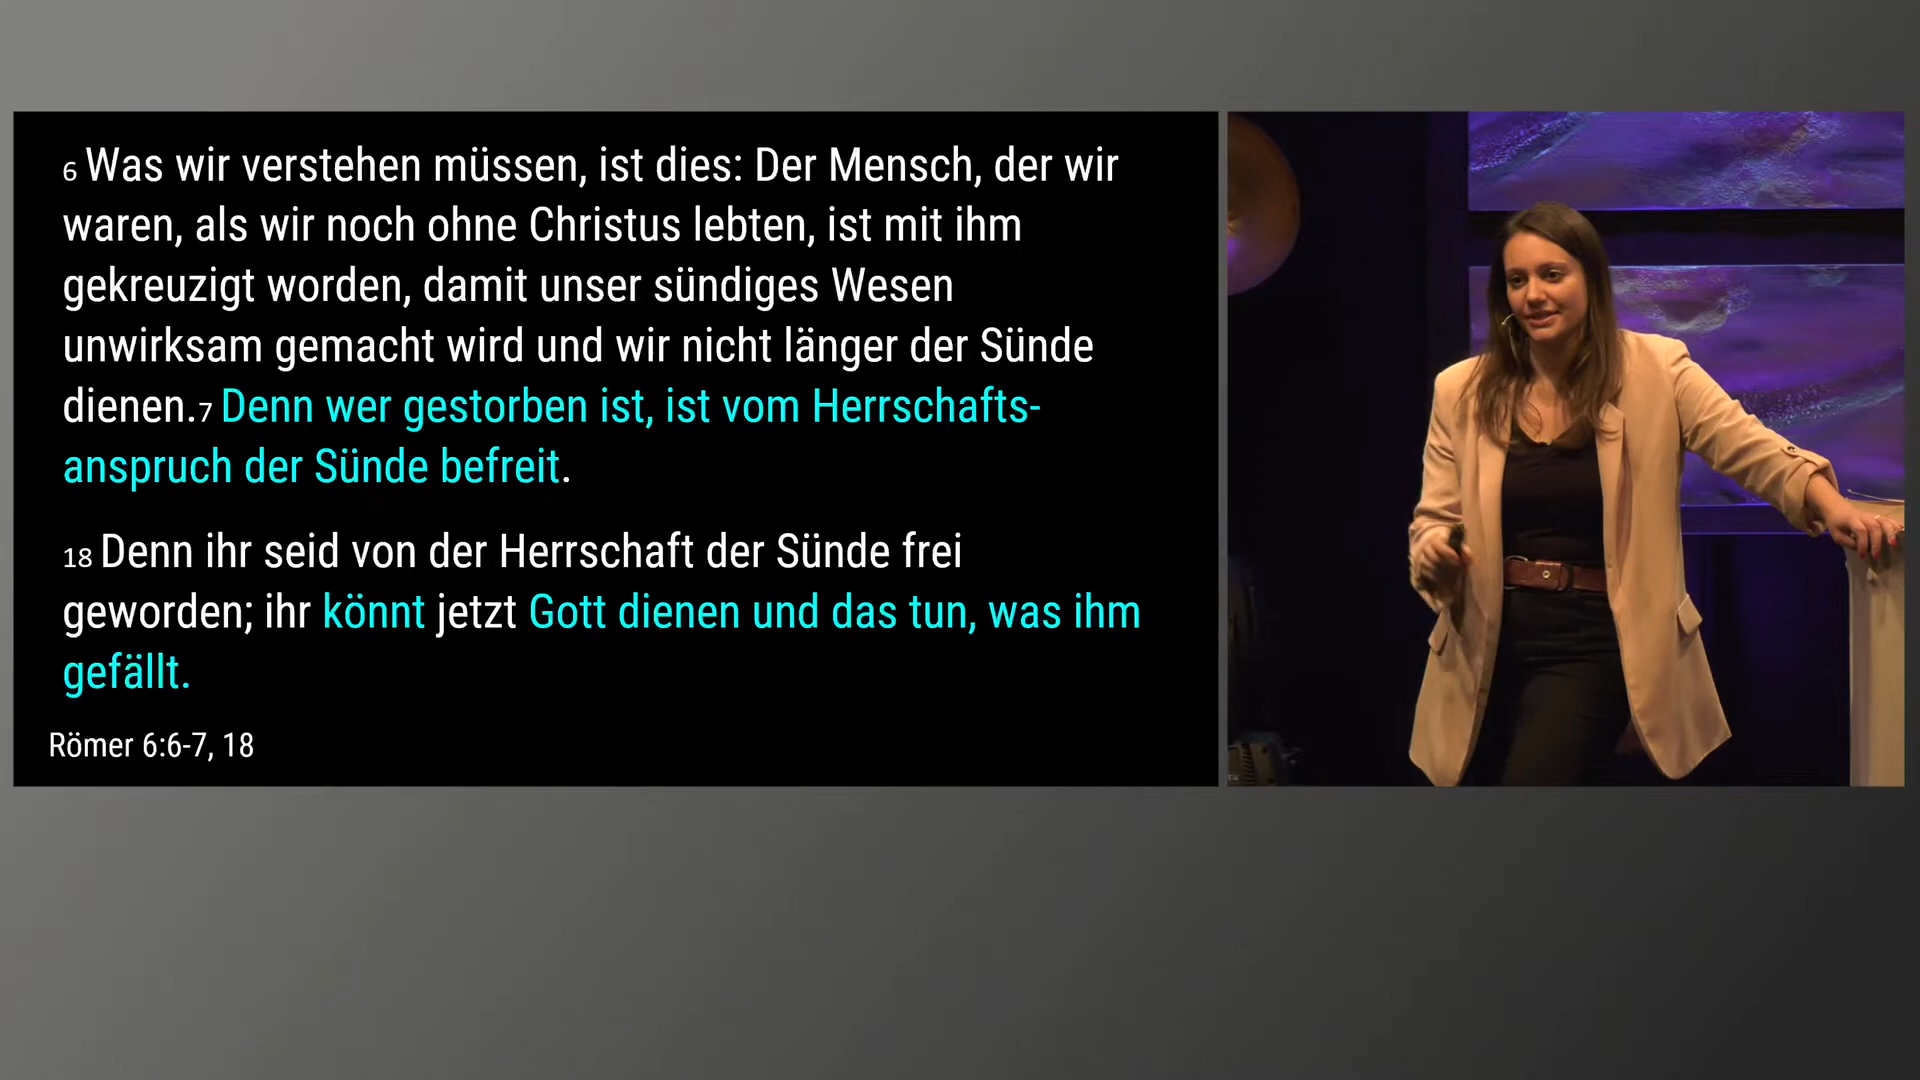 6 Was wir verstehen müssen, ist dies: Der Mensch, der wir
waren, als wir noch ohne Christus lebten, ist mit ihm
gekreuzigt worden, damit unser sündiges Wesen
unwirksam gemacht wird und wir nicht länger der Sünde
dienen.7 Denn wer gestorben ist, ist vom Herrschafts-
anspruch der Sünde befreit.
18 Denn ihr seid von der Herrschaft der Sünde frei
geworden; ihr könnt jetzt Gott dienen und das tun, was ihm
gefällt.
Römer 6:6-7, 18